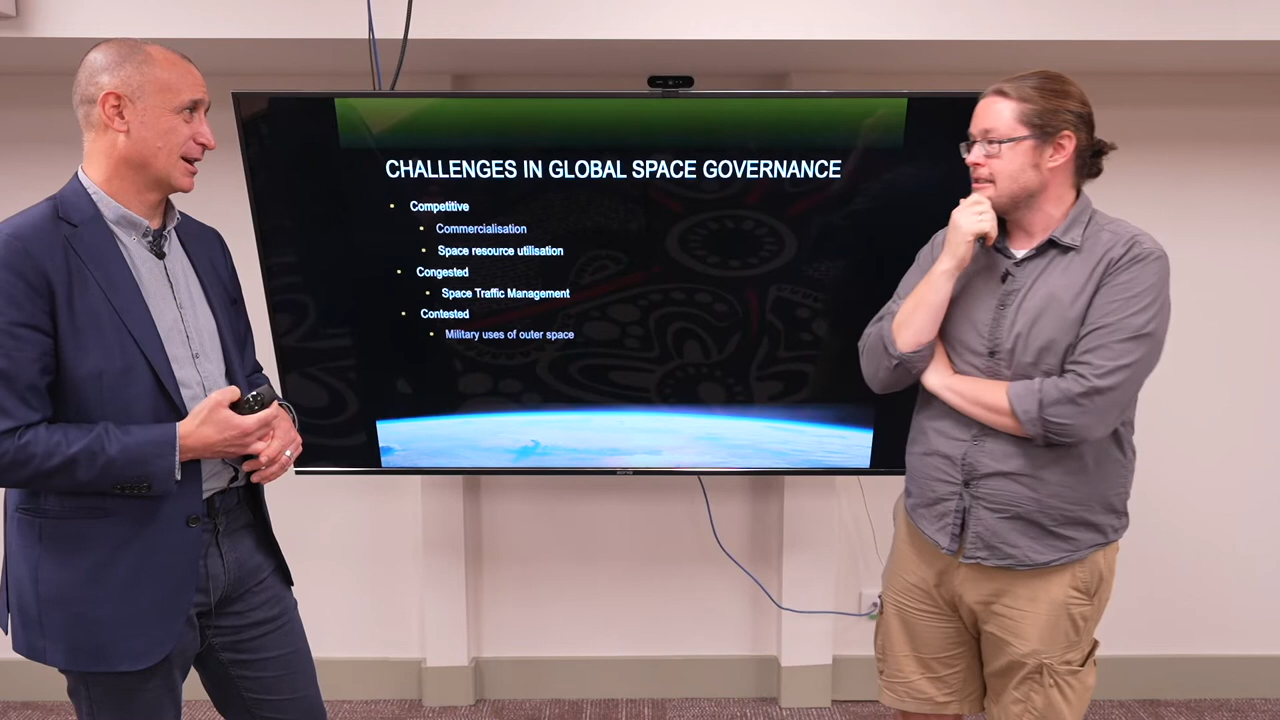 CHALLENGES IN GLOBAL SPACE GOVERNANCE
• Competitive
• Commercialisation
• Space resource utilisation
• Congested
• Space Traffic Management
• Contested
• Military uses of outer space